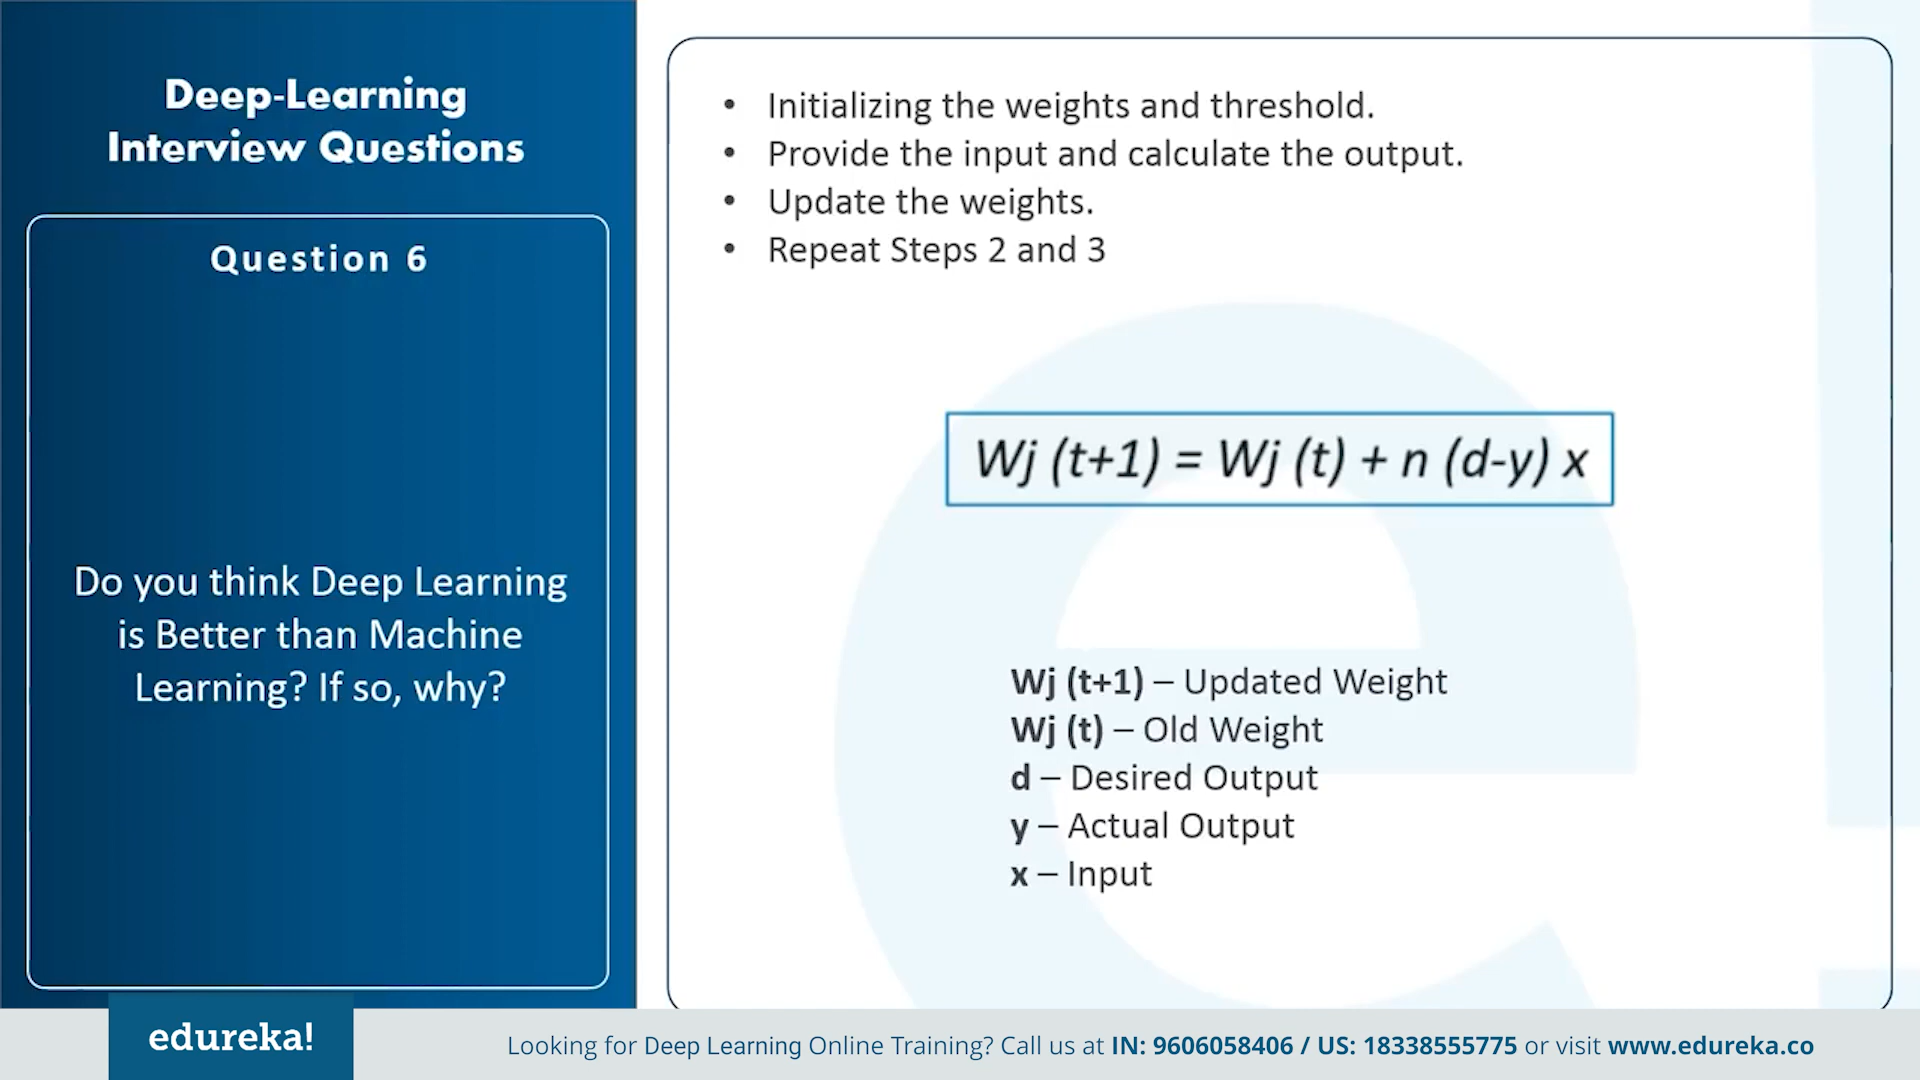 Deep-Learning
Interview Questions
Question 6
Do you think Deep Learning
is Better than Machine
Learning? If so, why?
• Initializing the weights and threshold.
• Provide the input and calculate the output.
• Update the weights.
• Repeat Steps 2 and 3
Wj (t+1) = Wj (t) + n (d-y) x
Wj (t+1) – Updated Weight
Wj (t) – Old Weight
d – Desired Output
y – Actual Output
x – Input
edureka!
Looking for Deep Learning Online Training? Call us at IN: 9606058406 / US: 18338555775 or visit www.edureka.co